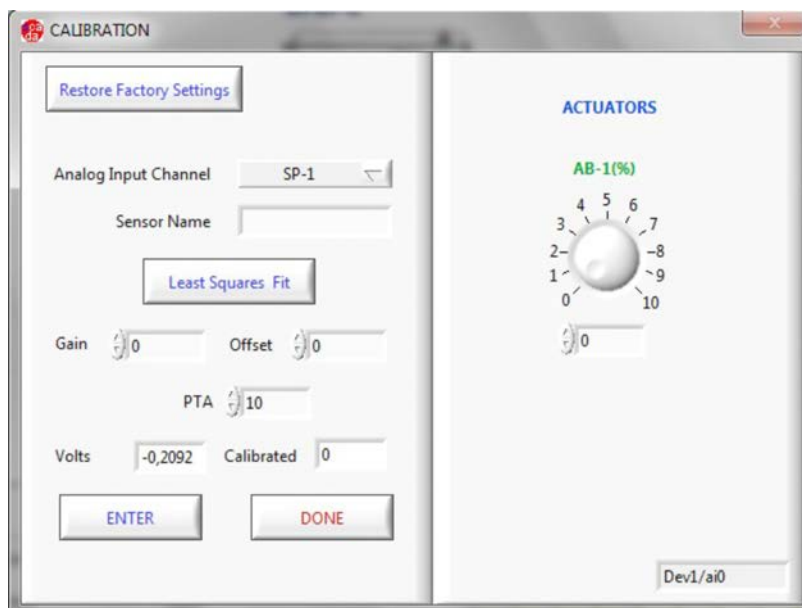 CALIBRATION
Restore Factory Settings
Analog Input Channel SP-1
Sensor Name
Least Squares Fit
Gain 0 Offset 0
PTA 10
Volts -0,2092 Calibrated 0
ENTER DONE
ACTUATORS
AB-1(%)
0 1 2 3 4 5 6 7 8 9 10
0
Dev1/ai0